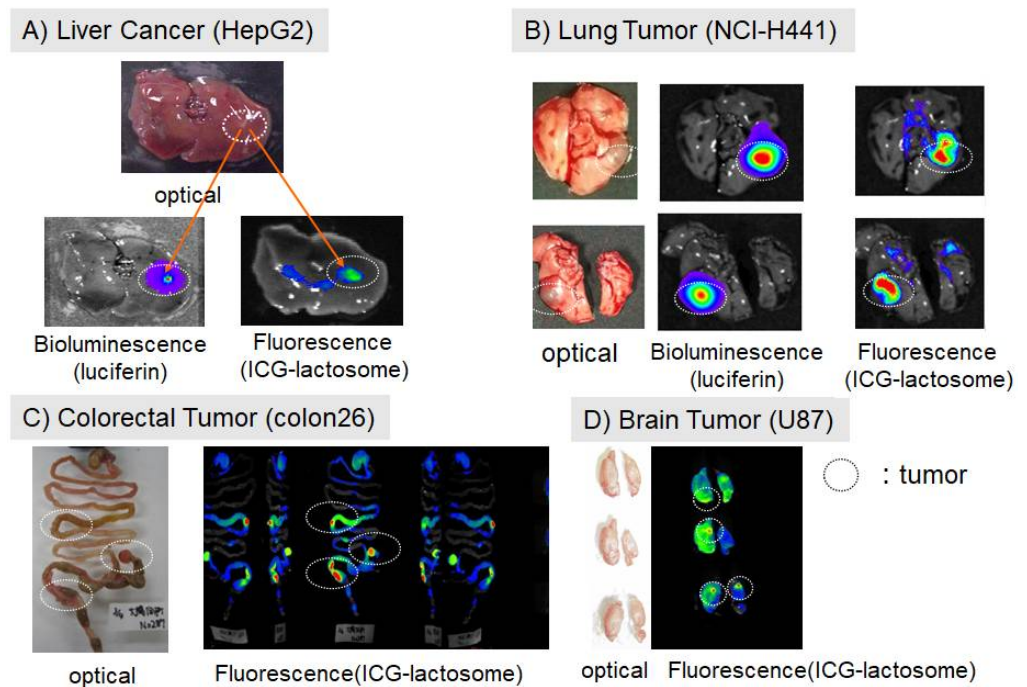 A) Liver Cancer (HepG2)
optical
Bioluminescence
(luciferin)
Fluorescence
(ICG-lactosome)
B) Lung Tumor (NCI-H441)
optical
Bioluminescence
(luciferin)
Fluorescence
(ICG-lactosome)
C) Colorectal Tumor (colon26)
optical
Fluorescence(ICG-lactosome)
D) Brain Tumor (U87)
: tumor
optical
Fluorescence(ICG-lactosome)